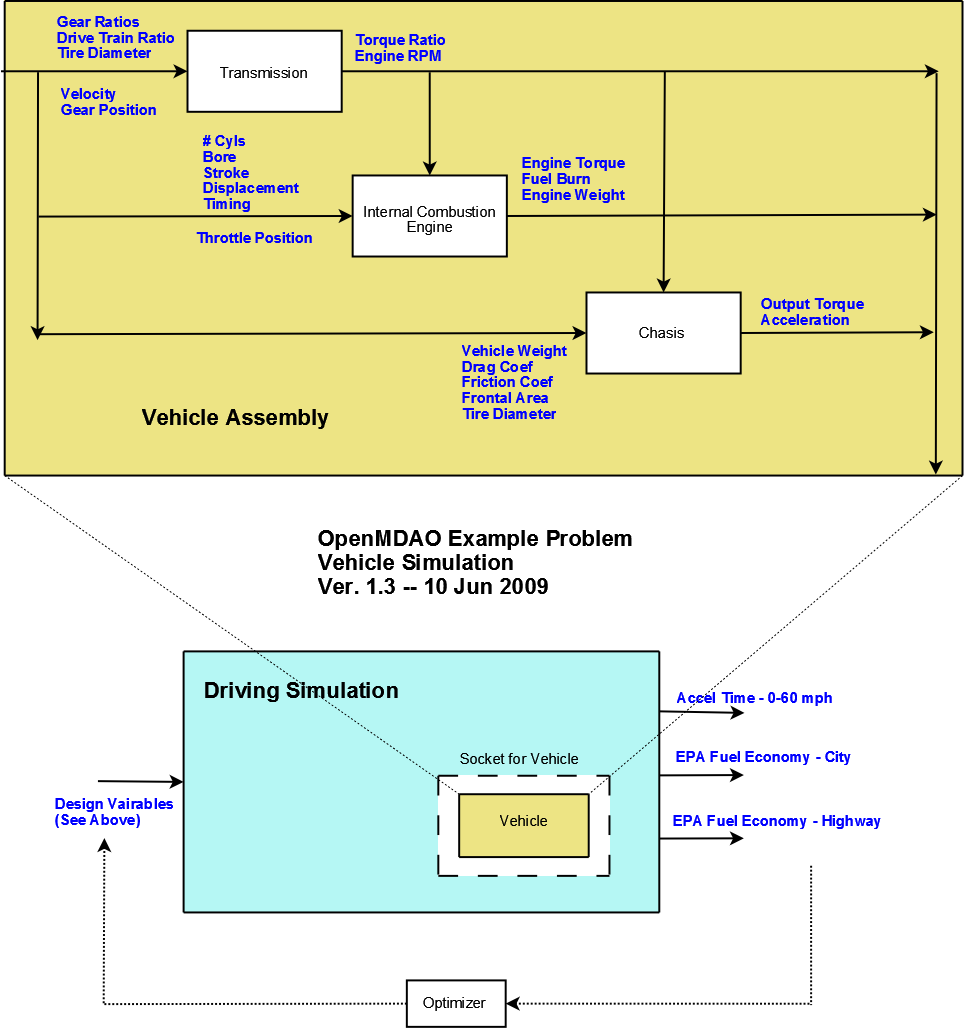 Gear Ratios
Drive Train Ratio
Tire Diameter
Transmission
Torque Ratio
Engine RPM
Velocity
Gear Position
# Cyls
Bore
Stroke
Displacement
Timing
Throttle Position
Internal Combustion
Engine
Engine Torque
Fuel Burn
Engine Weight
Chasis
Output Torque
Acceleration
Vehicle Weight
Drag Coef
Friction Coef
Frontal Area
Tire Diameter
Vehicle Assembly
OpenMDAO Example Problem
Vehicle Simulation
Ver. 1.3 -- 10 Jun 2009
Driving Simulation
Socket for Vehicle
Vehicle
Accel Time - 0-60 mph
EPA Fuel Economy - City
EPA Fuel Economy - Highway
Design Vairables
(See Above)
Optimizer